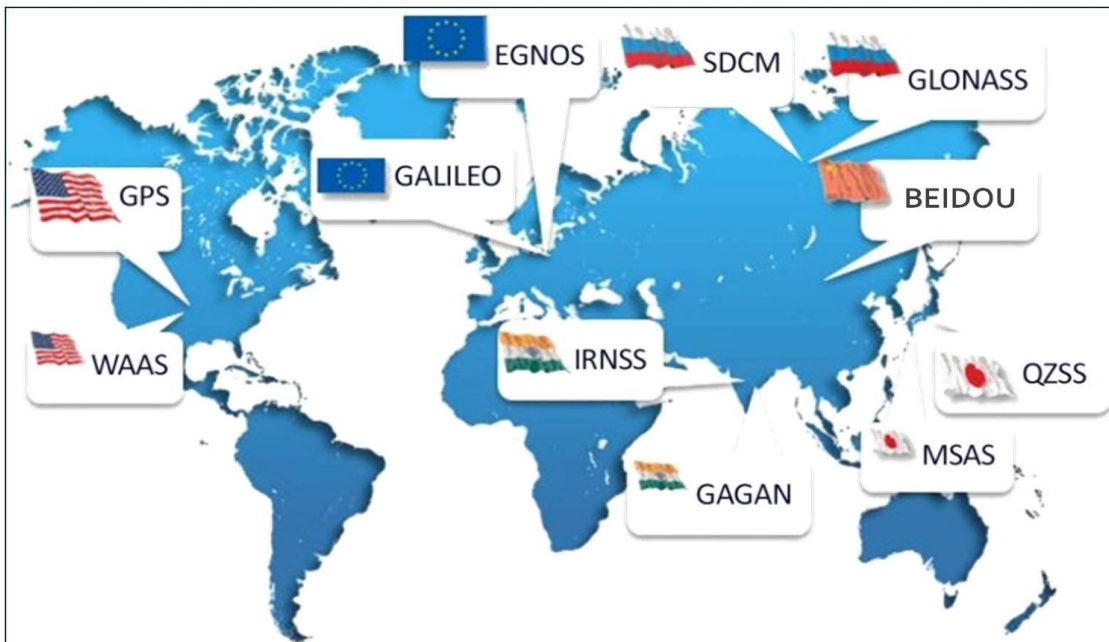 EGNOS
SDCM
GLONASS
GALILEO
GPS
BEIDOU
WAAS
IRNSS
QZSS
MSAS
GAGAN